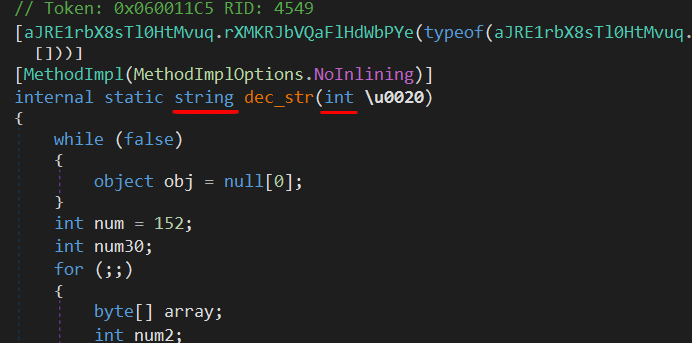 // Token: 0x060011C5 RID: 4549
[aJRE1rbX8sTl0HtMvuq.rXMKRJbVQaFlHdWbPYe(typeof(aJRE1rbX8sTl0HtMvuq.
[]))]
[MethodImpl(MethodImplOptions.NoInlining)]
internal static string dec_str(int \u0020)
{
while (false)
{
object obj = null[0];
}
int num = 152;
int num30;
for (;;)
{
byte[] array;
int num2;